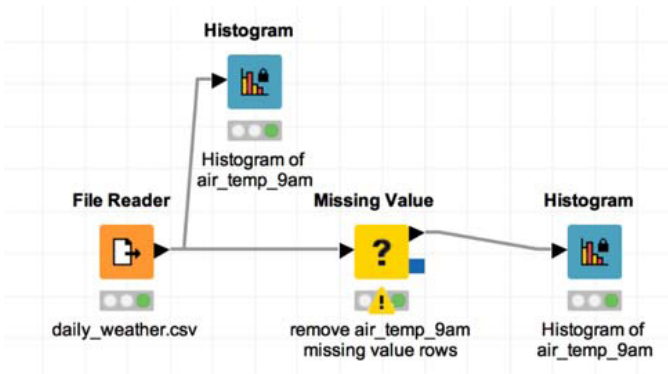 Histogram
Histogram of
air_temp_9am
File Reader
Missing Value
Histogram
?
!
daily_weather.csv
remove air_temp_9am
missing value rows
Histogram of
air_temp_9am